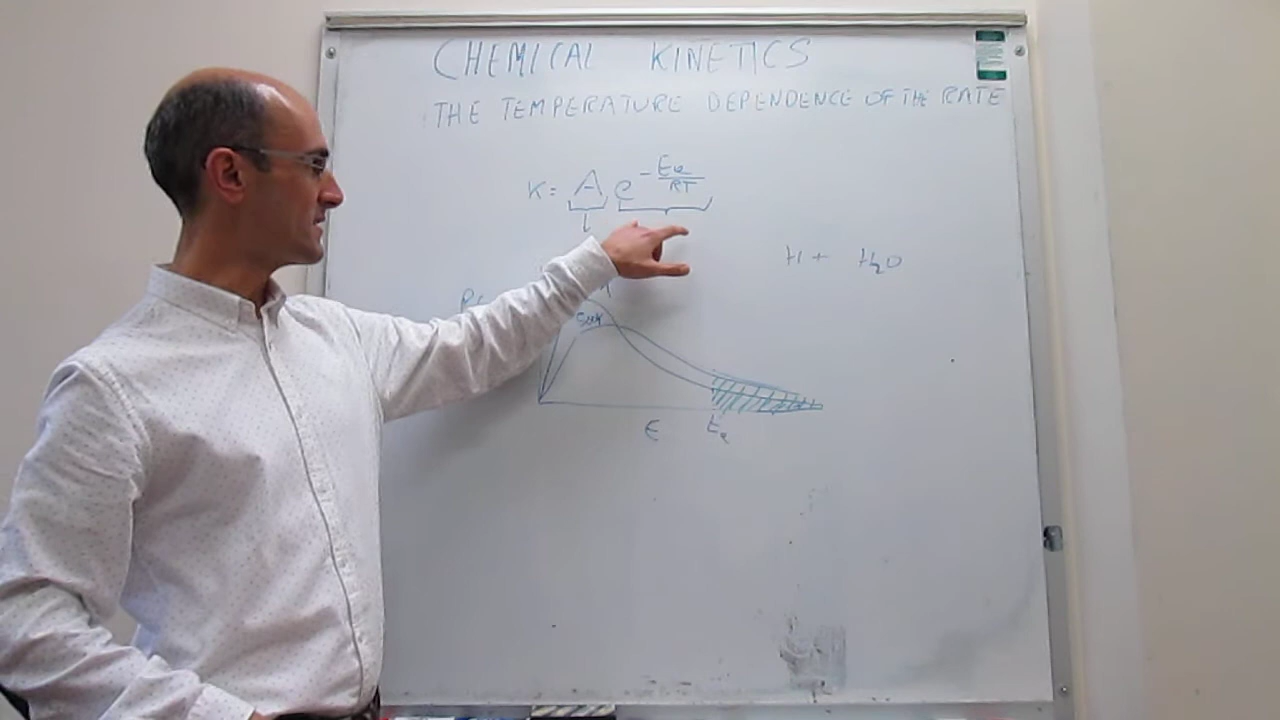 CHEMICAL KINETICS
THE TEMPERATURE DEPENDENCE OF THE RATE
K = A e^-Ea/RT
H + H2O
E Ea